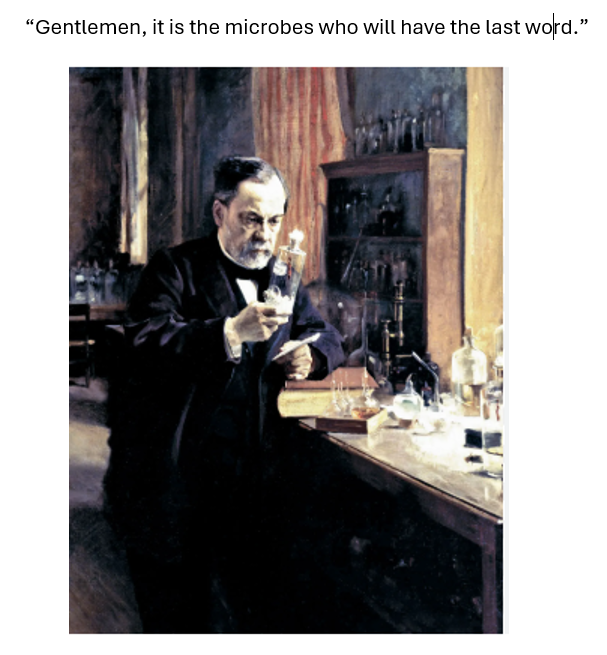 “Gentlemen, it is the microbes who will have the last word.”